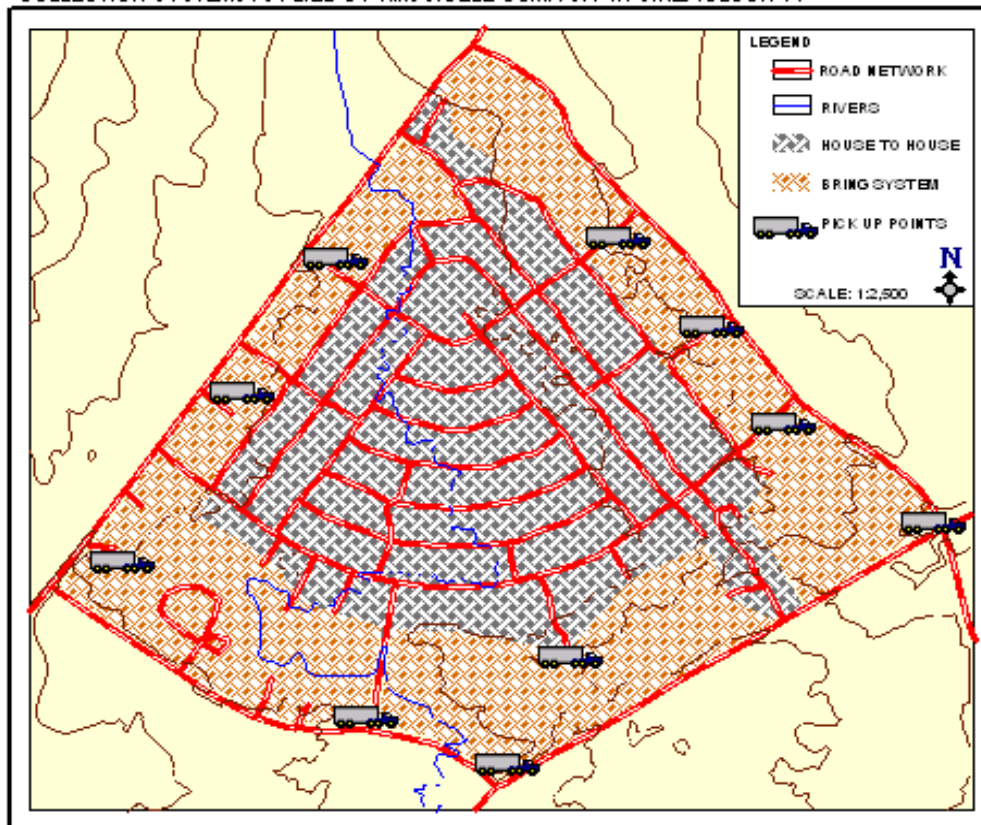 LEGEND
ROAD NETWORK
RIVERS
HOUSE TO HOUSE
BRING SYSTEM
PICK UP POINTS
N
SCALE: 1:2,500